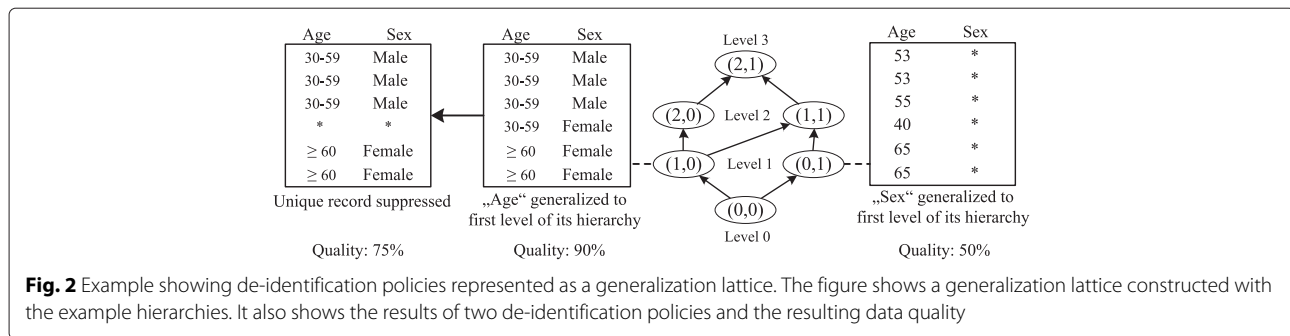 Age Sex
30-59 Male
30-59 Male
30-59 Male
* *
≥ 60 Female
≥ 60 Female
Unique record suppressed
Quality: 75%
Age Sex
30-59 Male
30-59 Male
30-59 Male
30-59 Female
≥ 60 Female
≥ 60 Female
„Age“ generalized to
first level of its hierarchy
Quality: 90%
Level 3
(2,1)
(2,0) Level 2 (1,1)
(1,0) Level 1 (0,1)
(0,0)
Level 0
Age Sex
53 *
53 *
55 *
40 *
65 *
65 *
„Sex“ generalized to
first level of its hierarchy
Quality: 50%
Fig. 2 Example showing de-identification policies represented as a generalization lattice. The figure shows a generalization lattice constructed with
the example hierarchies. It also shows the results of two de-identification policies and the resulting data quality